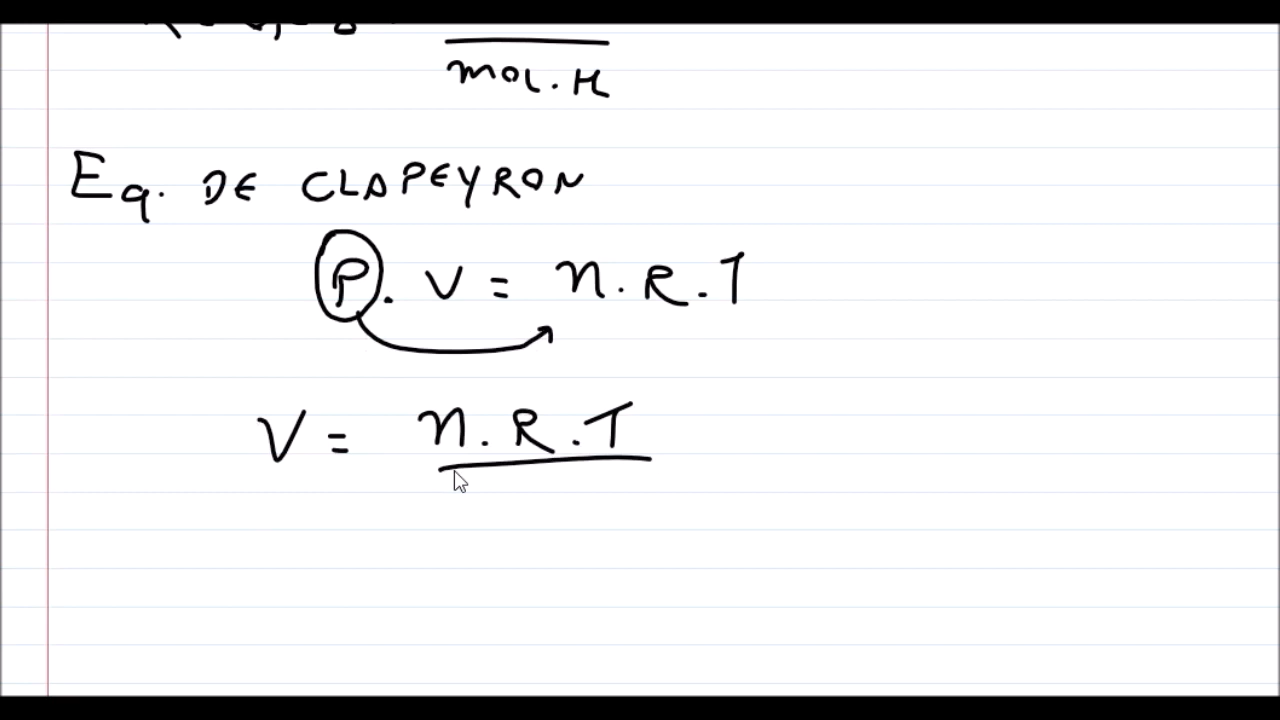 mol.K
Eq. DE CLAPEYRON
P. V = n.R.T
V = n.R.T